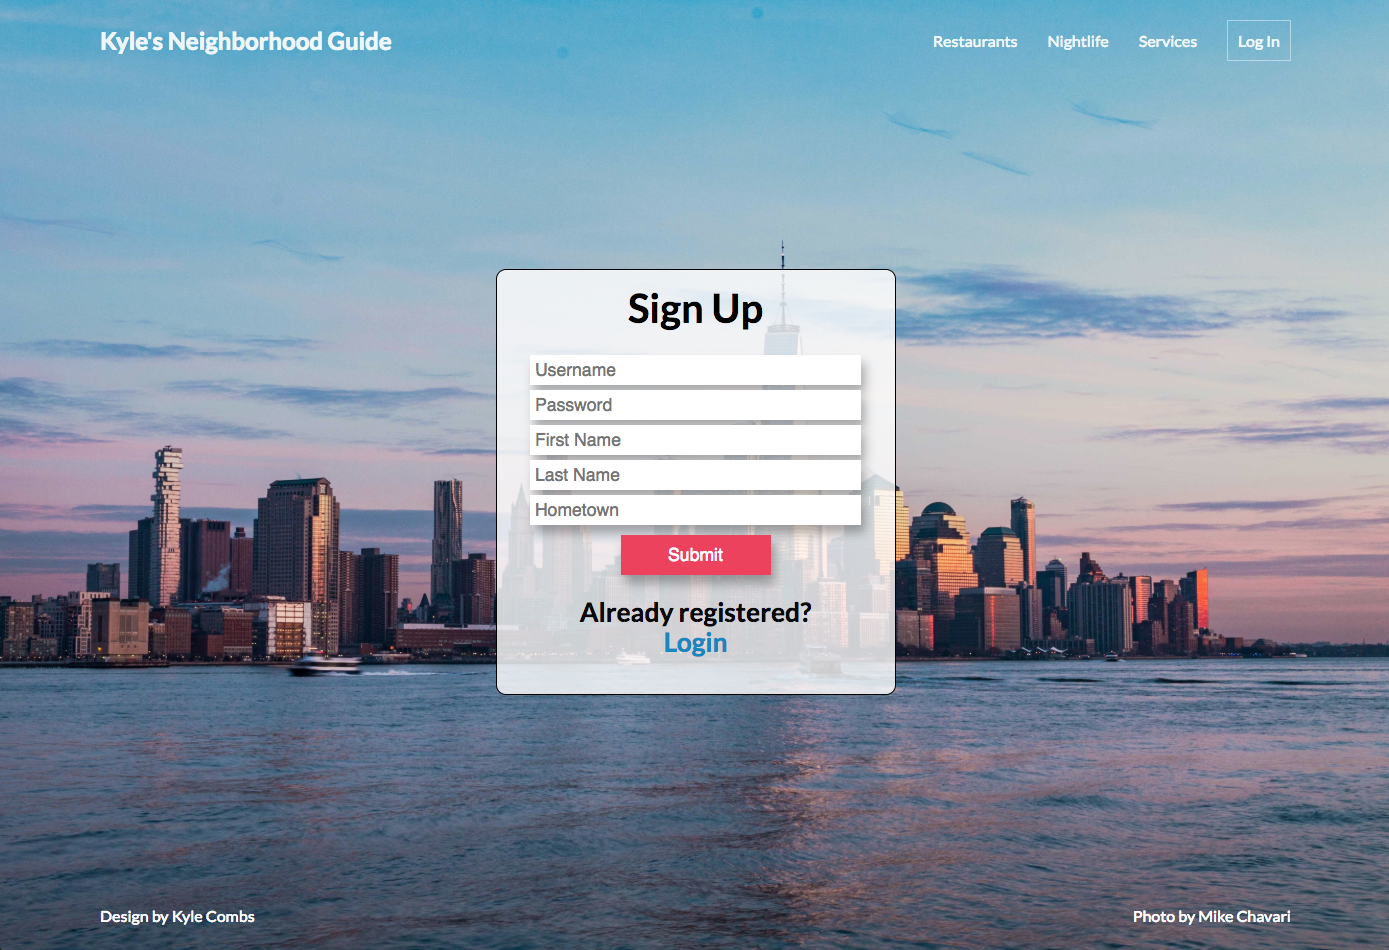 Kyle's Neighborhood Guide
Restaurants
Nightlife
Services
Log In
Sign Up
Username
Password
First Name
Last Name
Hometown
Submit
Already registered?
Login
Design by Kyle Combs
Photo by Mike Chavari